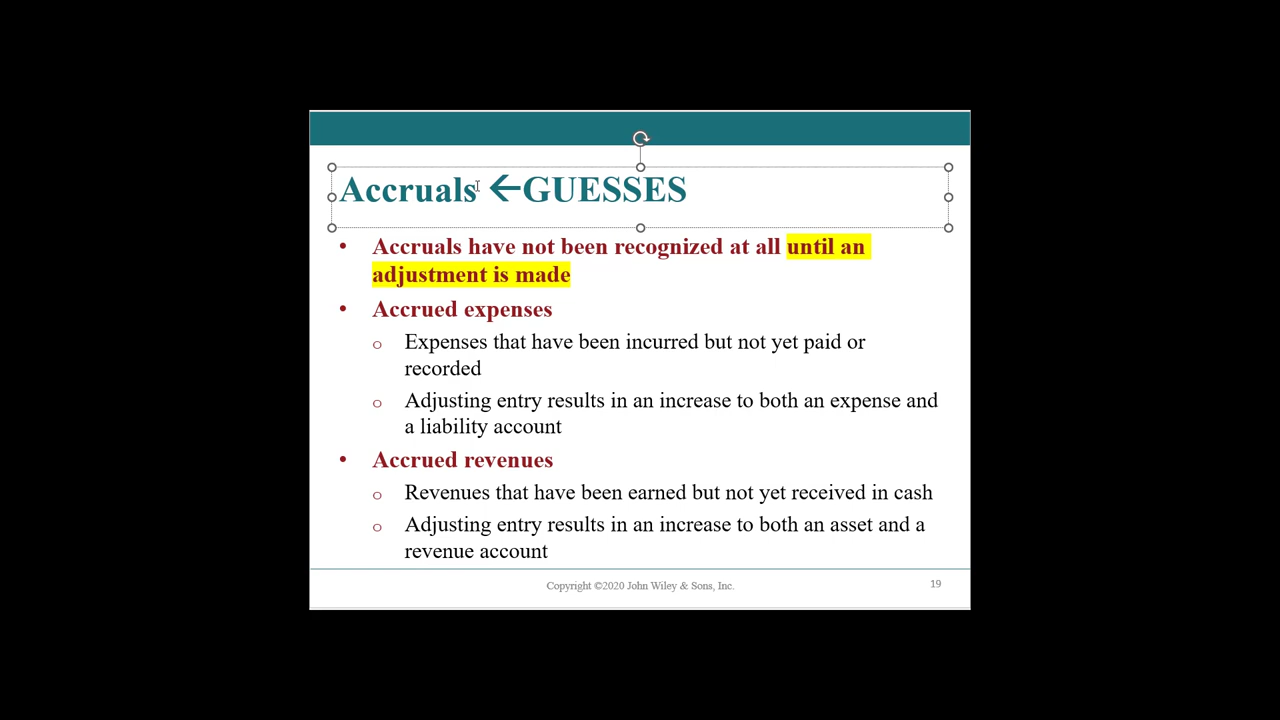 Accruals ←GUESSES
• Accruals have not been recognized at all until an
adjustment is made
• Accrued expenses
o Expenses that have been incurred but not yet paid or
recorded
o Adjusting entry results in an increase to both an expense and
a liability account
• Accrued revenues
o Revenues that have been earned but not yet received in cash
o Adjusting entry results in an increase to both an asset and a
revenue account
Copyright ©2020 John Wiley & Sons, Inc.
19